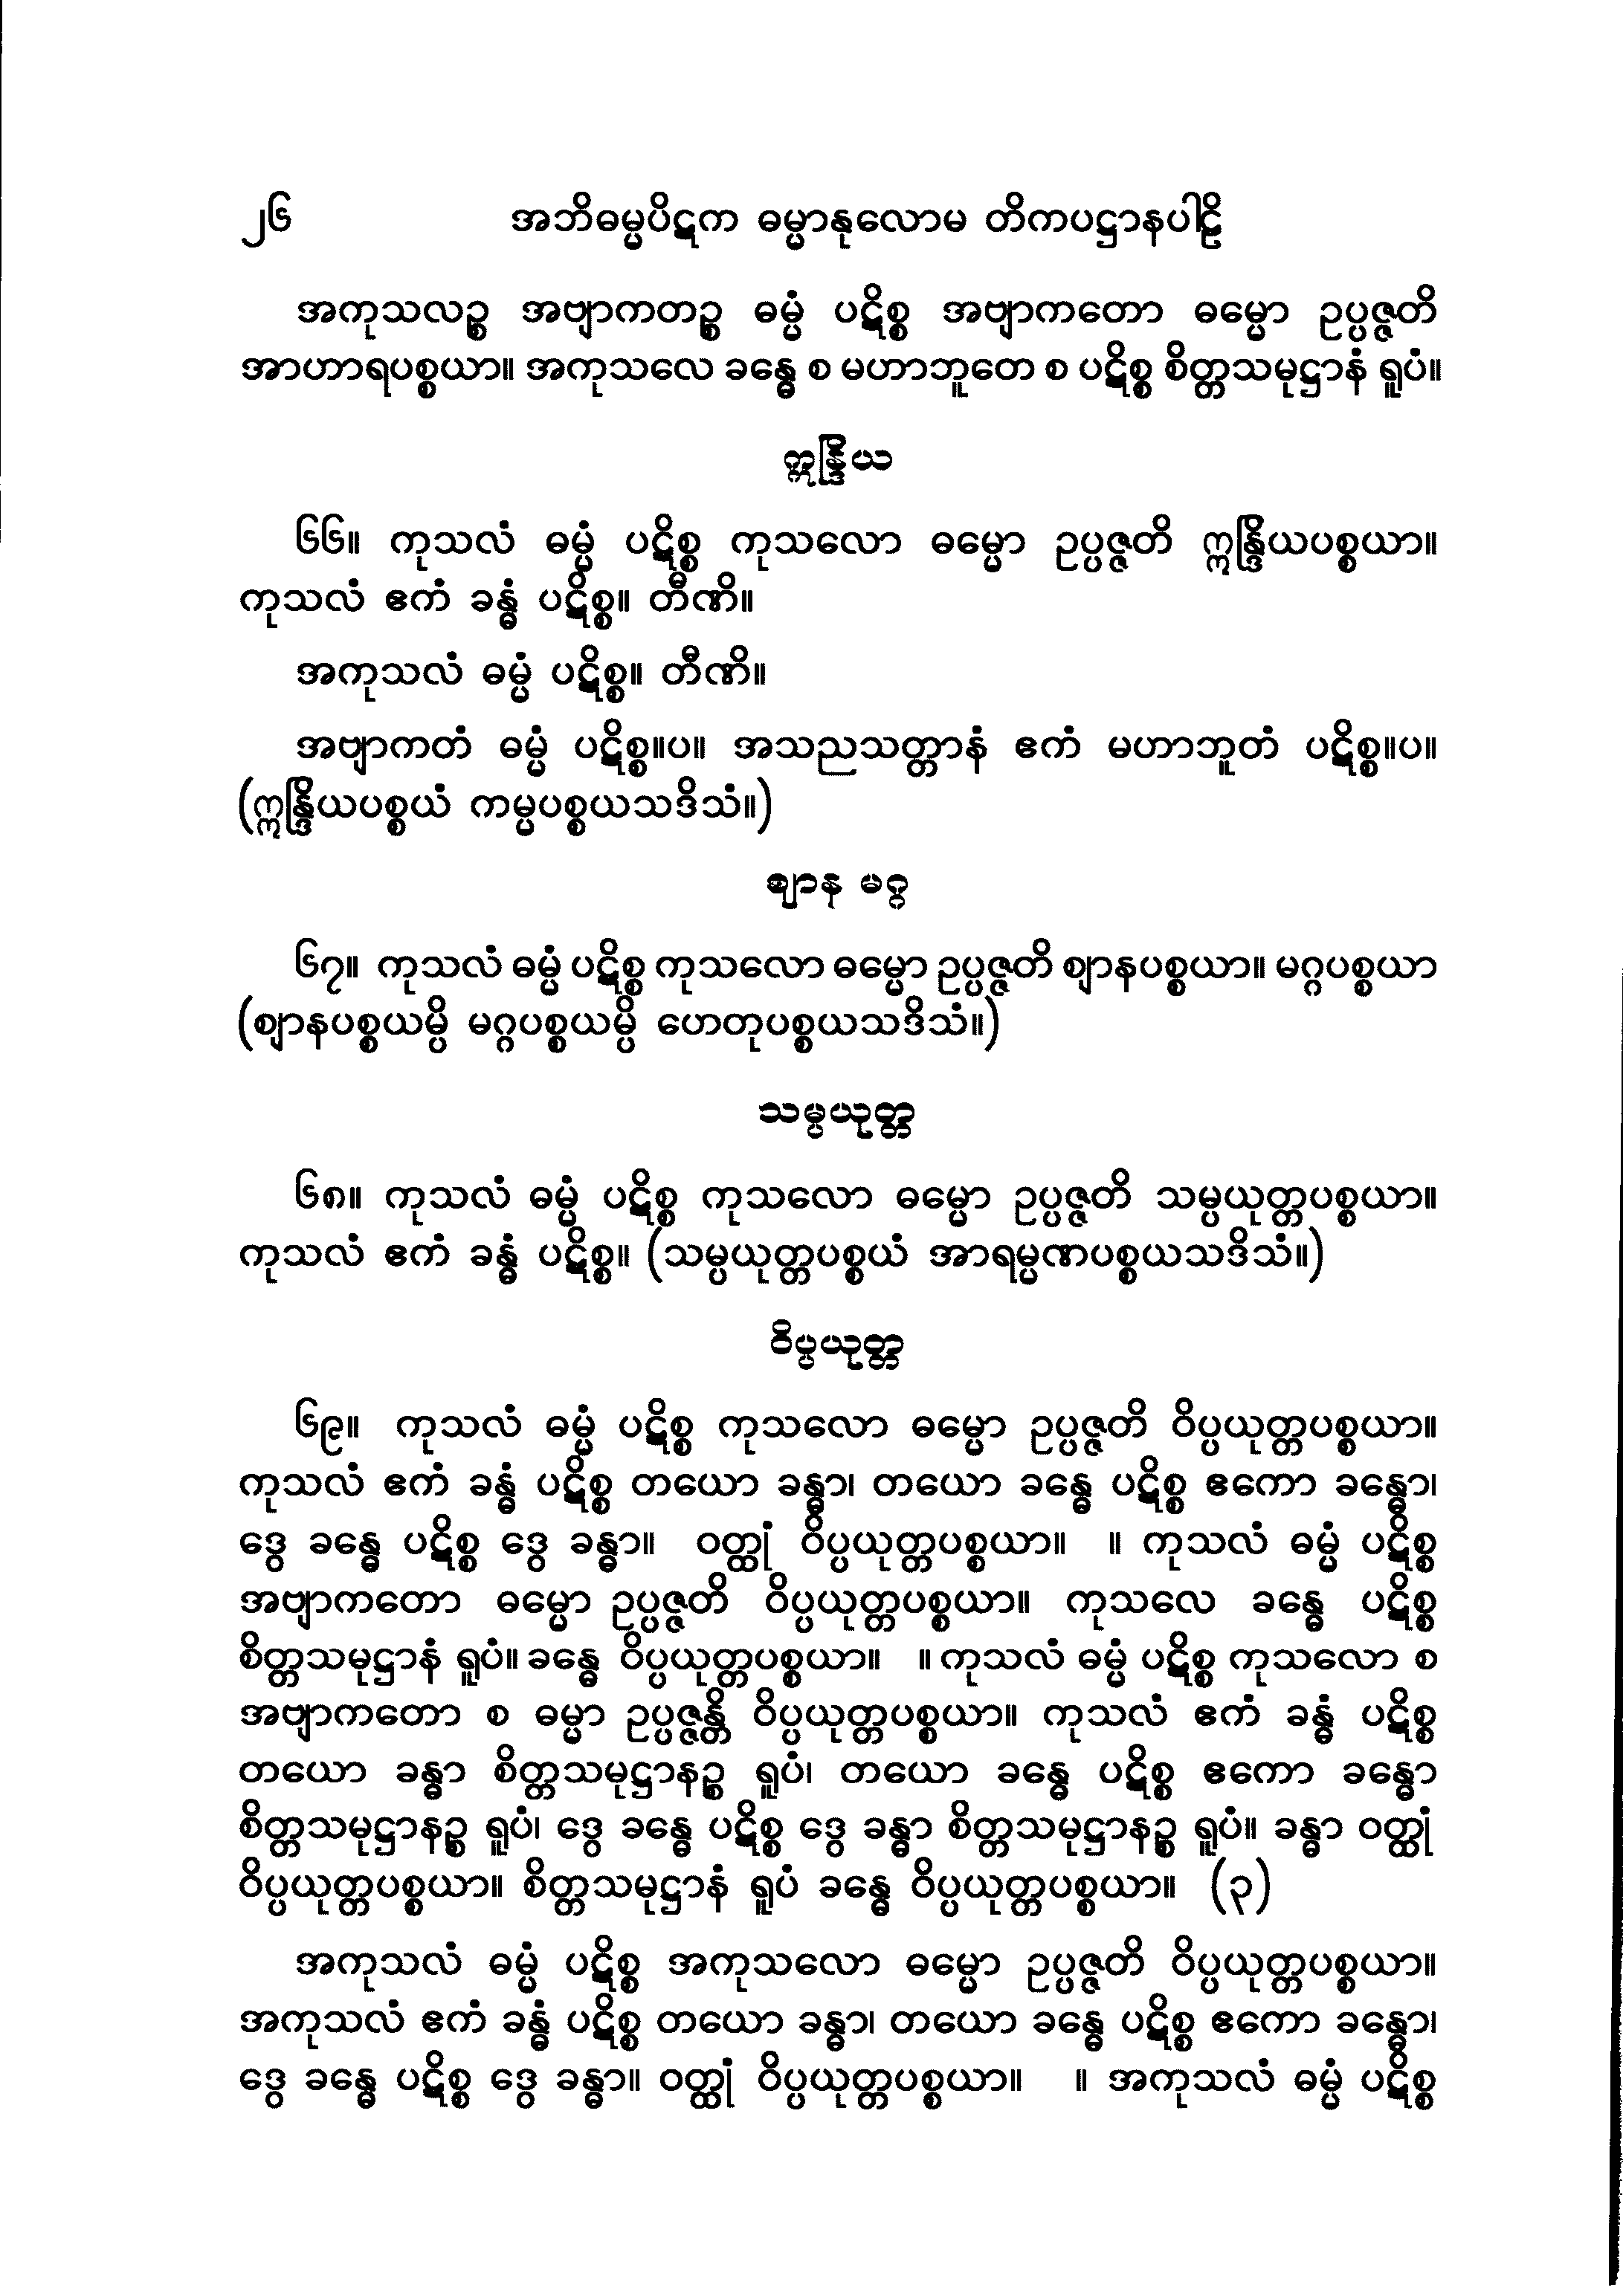 ၂၆ အဘိဓမ္မပိဋက ဓမ္မာနုလောမ တိကပဋ္ဌာနပါဠိ
အကုသလဉ္စ အဗျာကတဉ္စ ဓမ္မံ ပဋိစ္စ အဗျာကတော ဓမ္မော ဥပ္ပဇ္ဇတိ
အာဟာရပစ္စယာ။ အကုသလေ ခန္ဓေ စ မဟာဘူတေ စ ပဋိစ္စ စိတ္တသမုဋ္ဌာနံ ရူပံ။
ဣန္ဒြိယ
၆၆။ ကုသလံ ဓမ္မံ ပဋိစ္စ ကုသလော ဓမ္မော ဥပ္ပဇ္ဇတိ ဣန္ဒြိယပစ္စယာ။
ကုသလံ ဧကံ ခန္ဓံ ပဋိစ္စ။ တီဏိ။
အကုသလံ ဓမ္မံ ပဋိစ္စ။ တီဏိ။
အဗျာကတံ ဓမ္မံ ပဋိစ္စ။ပ။ အသညသတ္တာနံ ဧကံ မဟာဘူတံ ပဋိစ္စ။ပ။
(ဣန္ဒြိယပစ္စယံ ကမ္မပစ္စယသဒိသံ။)
ဈာန မဂ္ဂ
၆၇။ ကုသလံ ဓမ္မံ ပဋိစ္စ ကုသလော ဓမ္မော ဥပ္ပဇ္ဇတိ ဈာနပစ္စယာ။ မဂ္ဂပစ္စယာ
(ဈာနပစ္စယမ္ပိ မဂ္ဂပစ္စယမ္ပိ ဟေတုပစ္စယသဒိသံ။)
သမ္ပယုတ္တ
၆၈။ ကုသလံ ဓမ္မံ ပဋိစ္စ ကုသလော ဓမ္မော ဥပ္ပဇ္ဇတိ သမ္ပယုတ္တပစ္စယာ။
ကုသလံ ဧကံ ခန္ဓံ ပဋိစ္စ။ (သမ္ပယုတ္တပစ္စယံ အာရမ္မဏပစ္စယသဒိသံ။)
ဝိပ္ပယုတ္တ
၆၉။ ကုသလံ ဓမ္မံ ပဋိစ္စ ကုသလော ဓမ္မော ဥပ္ပဇ္ဇတိ ဝိပ္ပယုတ္တပစ္စယာ။
ကုသလံ ဧကံ ခန္ဓံ ပဋိစ္စ တယော ခန္ဓာ၊ တယော ခန္ဓေ ပဋိစ္စ ဧကော ခန္ဓော၊
ဒွေ ခန္ဓေ ပဋိစ္စ ဒွေ ခန္ဓာ။ ဝတ္ထုံ ဝိပ္ပယုတ္တပစ္စယာ။ ။ ကုသလံ ဓမ္မံ ပဋိစ္စ
အဗျာကတော ဓမ္မော ဥပ္ပဇ္ဇတိ ဝိပ္ပယုတ္တပစ္စယာ။ ကုသလေ ခန္ဓေ ပဋိစ္စ
စိတ္တသမုဋ္ဌာနံ ရူပံ။ ခန္ဓေ ဝိပ္ပယုတ္တပစ္စယာ။ ။ ကုသလံ ဓမ္မံ ပဋိစ္စ ကုသလော စ
အဗျာကတော စ ဓမ္မာ ဥပ္ပဇ္ဇန္တိ ဝိပ္ပယုတ္တပစ္စယာ။ ကုသလံ ဧကံ ခန္ဓံ ပဋိစ္စ
တယော ခန္ဓာ စိတ္တသမုဋ္ဌာနဉ္စ ရူပံ၊ တယော ခန္ဓေ ပဋိစ္စ ဧကော ခန္ဓော
စိတ္တသမုဋ္ဌာနဉ္စ ရူပံ၊ ဒွေ ခန္ဓေ ပဋိစ္စ ဒွေ ခန္ဓာ စိတ္တသမုဋ္ဌာနဉ္စ ရူပံ။ ခန္ဓာ ဝတ္ထုံ
ဝိပ္ပယုတ္တပစ္စယာ။ စိတ္တသမုဋ္ဌာနံ ရူပံ ခန္ဓေ ဝိပ္ပယုတ္တပစ္စယာ။ (၃)
အကုသလံ ဓမ္မံ ပဋိစ္စ အကုသလော ဓမ္မော ဥပ္ပဇ္ဇတိ ဝိပ္ပယုတ္တပစ္စယာ။
အကုသလံ ဧကံ ခန္ဓံ ပဋိစ္စ တယော ခန္ဓာ၊ တယော ခန္ဓေ ပဋိစ္စ ဧကော ခန္ဓော၊
ဒွေ ခန္ဓေ ပဋိစ္စ ဒွေ ခန္ဓာ။ ဝတ္ထုံ ဝိပ္ပယုတ္တပစ္စယာ။ ။ အကုသလံ ဓမ္မံ ပဋိစ္စ